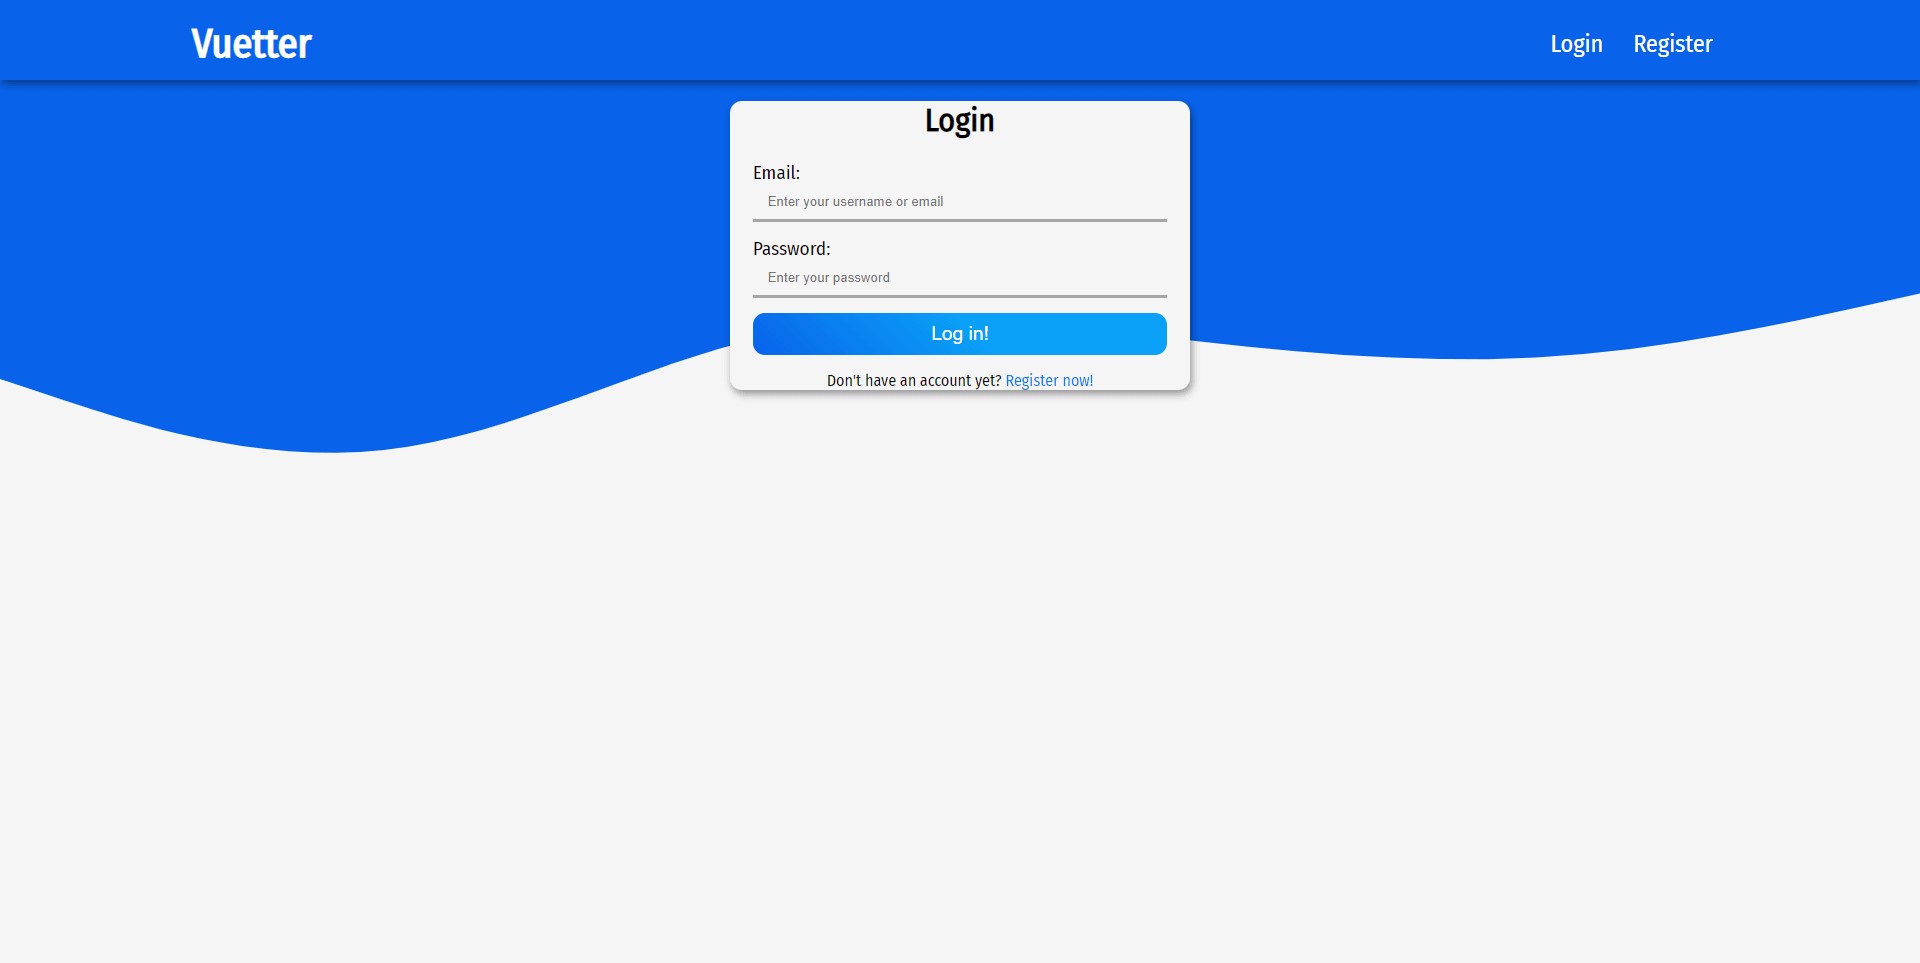 Vuetter
Login Register
Login
Email:
Enter your username or email
Password:
Enter your password
Log in!
Don't have an account yet? Register now!